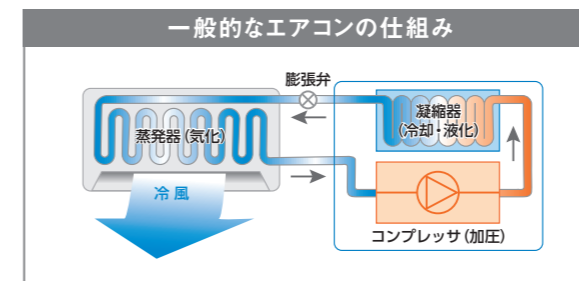 一般的なエアコンの仕組み
膨張弁
凝縮器
(冷却・液化)
蒸発器(気化)
冷風
コンプレッサ(加圧)